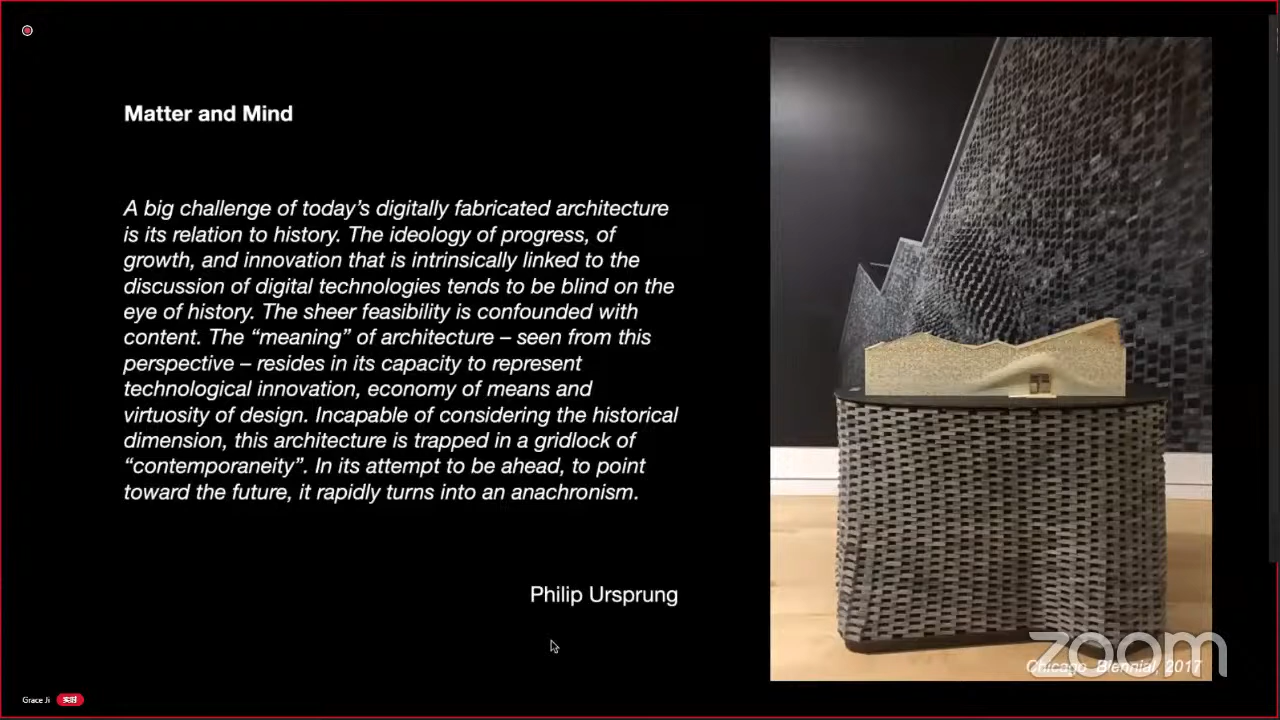 Matter and Mind
A big challenge of today’s digitally fabricated architecture
is its relation to history. The ideology of progress, of
growth, and innovation that is intrinsically linked to the
discussion of digital technologies tends to be blind on the
eye of history. The sheer feasibility is confounded with
content. The “meaning” of architecture – seen from this
perspective – resides in its capacity to represent
technological innovation, economy of means and
virtuosity of design. Incapable of considering the historical
dimension, this architecture is trapped in a gridlock of
“contemporaneity”. In its attempt to be ahead, to point
toward the future, it rapidly turns into an anachronism.
Philip Ursprung
zoom
Chicago Biennial, 2017
Grace Ji